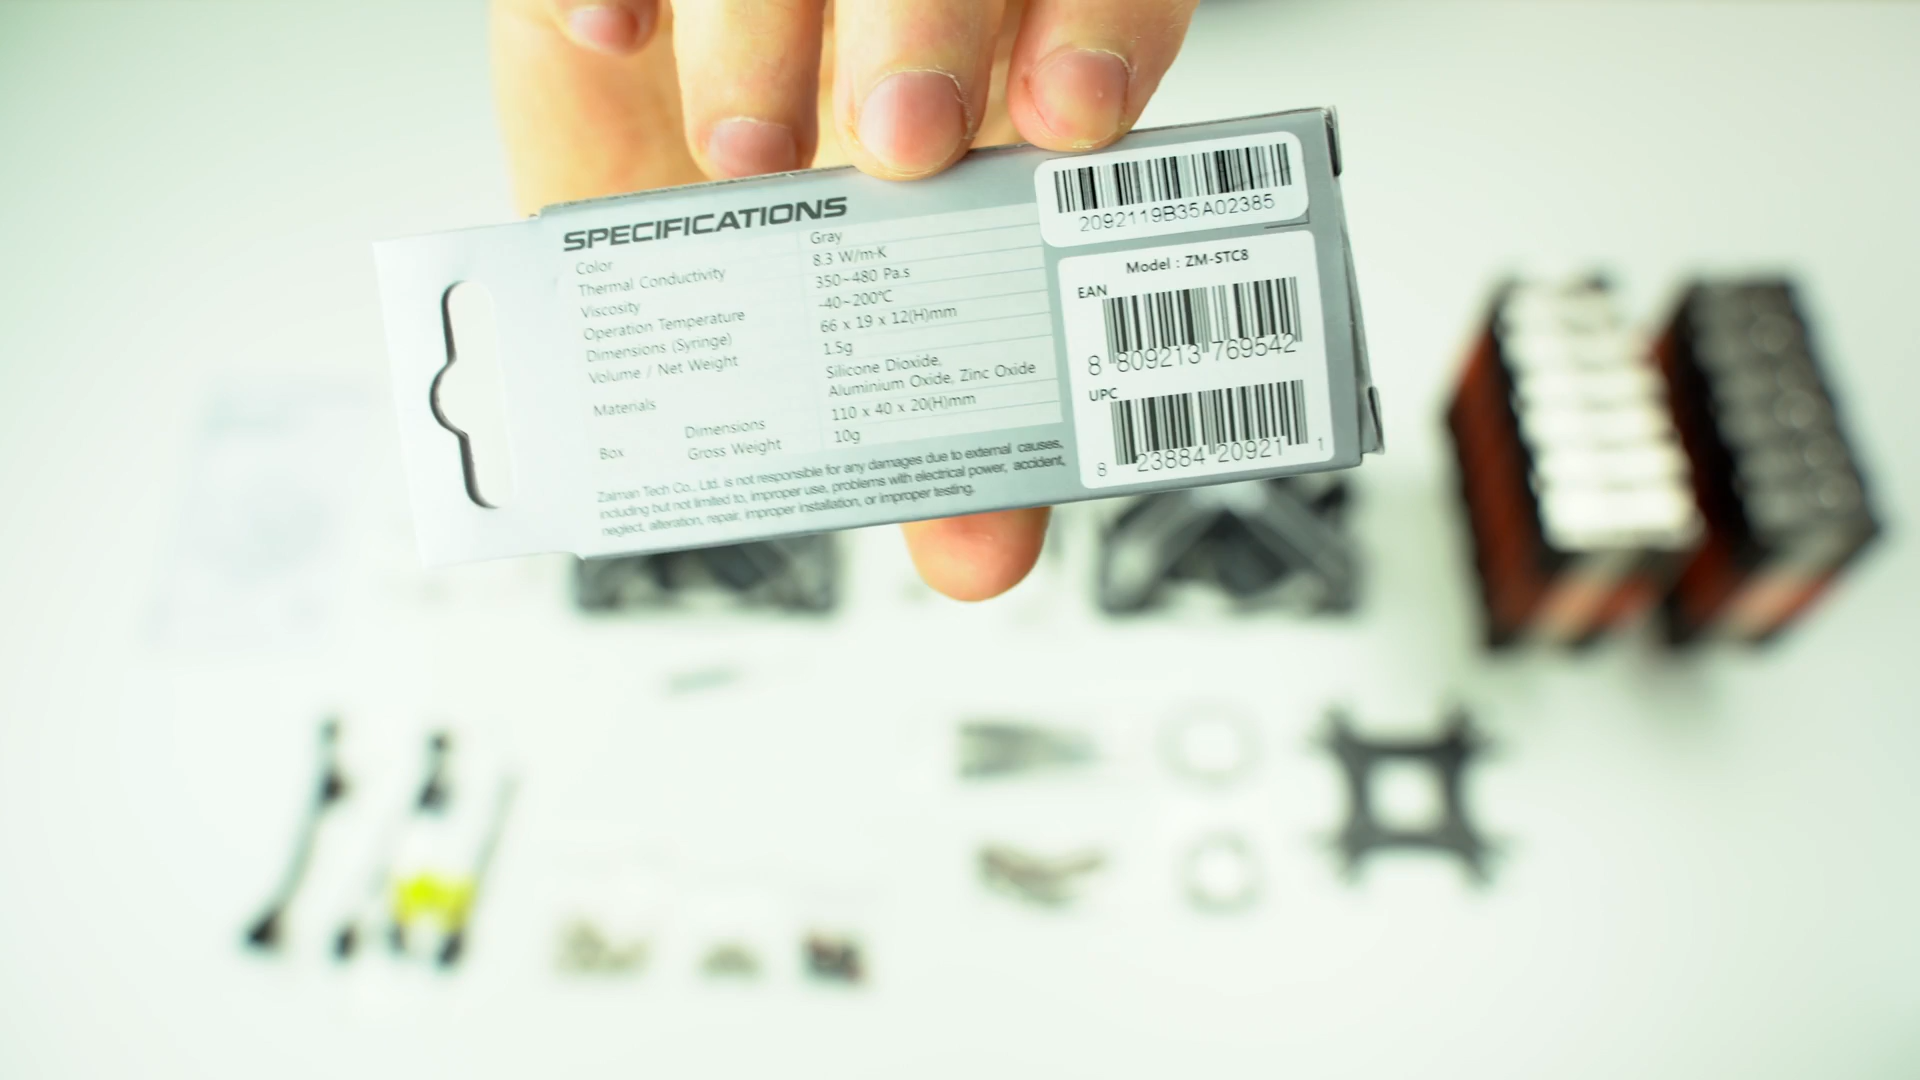 SPECIFICATIONS
Color Gray
Thermal Conductivity 8.3 W/m·K
Viscosity 350~480 Pa.s
Operation Temperature -40~200℃
Dimensions (Syringe) 66 x 19 x 12(H)mm
Volume / Net Weight 1.5g
Materials Silicone Dioxide,
Aluminium Oxide, Zinc Oxide
Box Dimensions 110 x 40 x 20(H)mm
Gross Weight 10g
Zalman Tech Co., Ltd. is not responsible for any damages due to external causes,
including but not limited to, improper use, problems with electrical power, accident,
neglect, alteration, repair, improper installation, or improper testing.
2092119B35A02385
Model : ZM-STC8
EAN
8 809213 769542
UPC
8 23884 20921 1